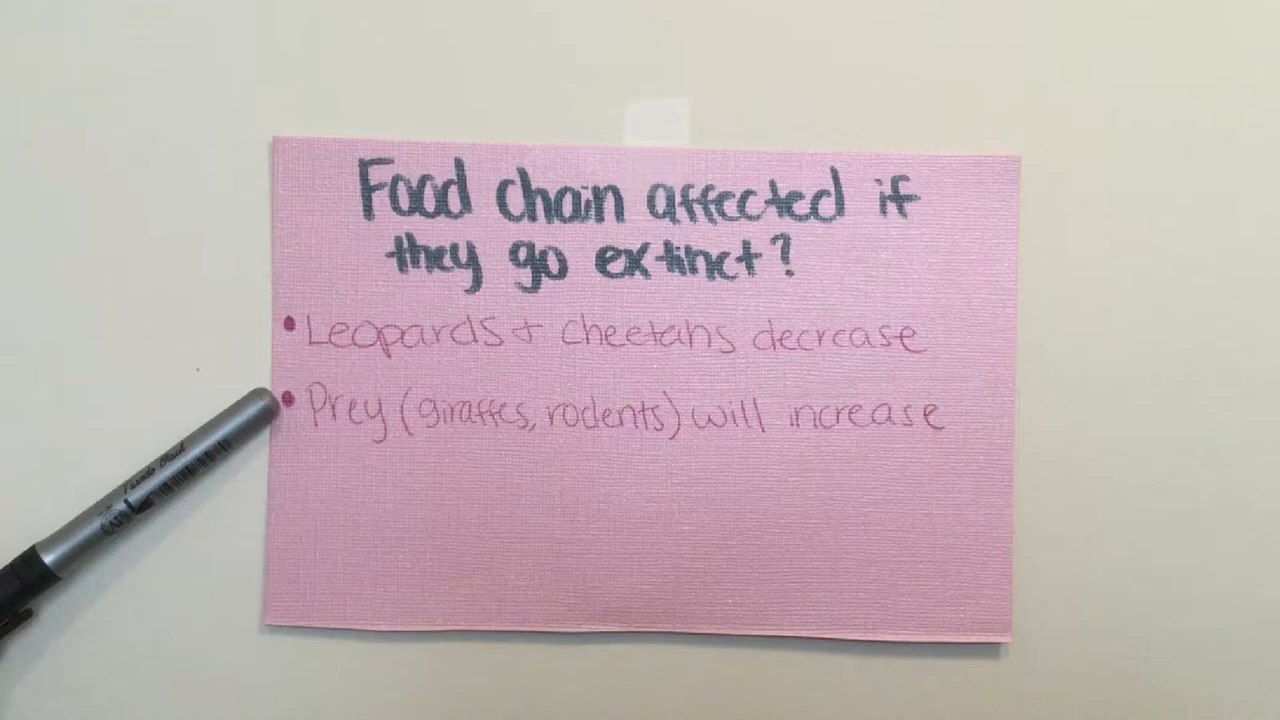 Food chain affected if
they go extinct?
• Leopards + cheetahs decrease
• Prey (giraffes, rodents) will increase